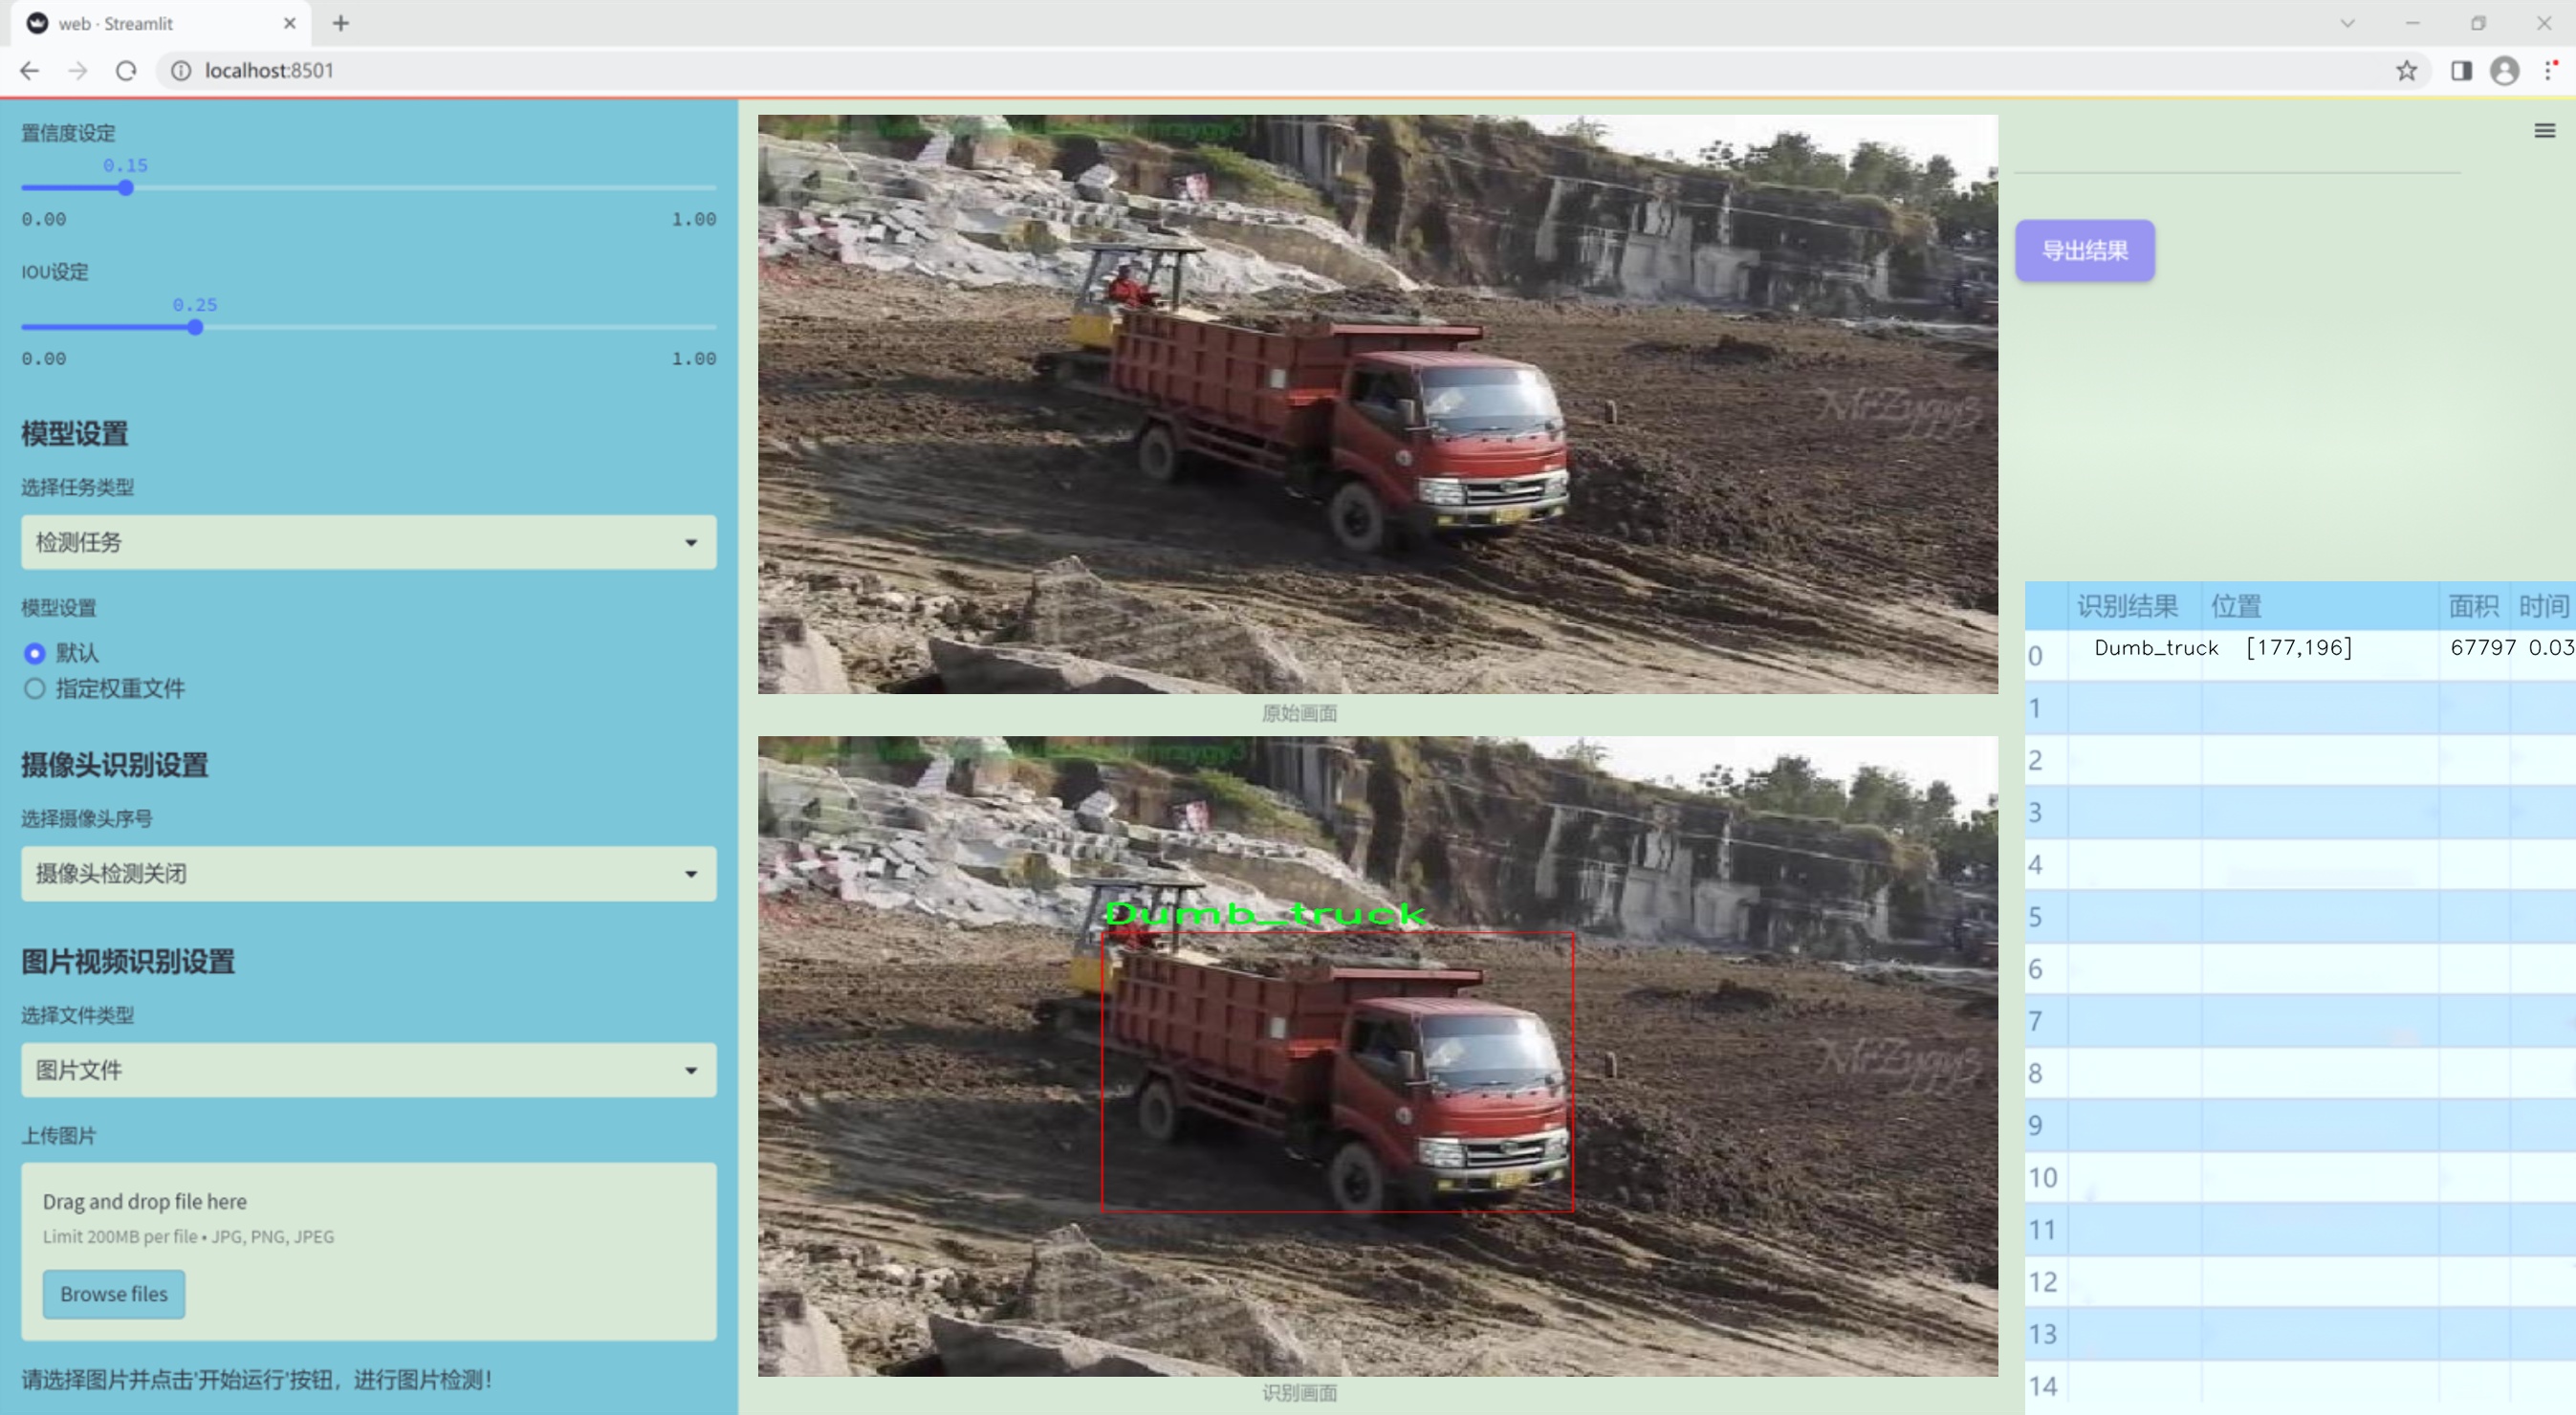 web · Streamlit
localhost:8501
置信度设定
0.15
0.00 1.00
IOU设定
0.25
0.00 1.00
模型设置
选择任务类型
检测任务
模型设置
默认
指定权重文件
摄像头识别设置
选择摄像头序号
摄像头检测关闭
图片视频识别设置
选择文件类型
图片文件
上传图片
Drag and drop file here
Limit 200MB per file • JPG, PNG, JPEG
Browse files
请选择图片并点击'开始运行'按钮，进行图片检测！
MrZygy3
原始画面
Dumb_truck
MrZygy3
识别画面
导出结果
识别结果 位置 面积 时间
0 Dumb_truck [177,196] 67797 0.03
1
2
3
4
5
6
7
8
9
10
11
12
13
14